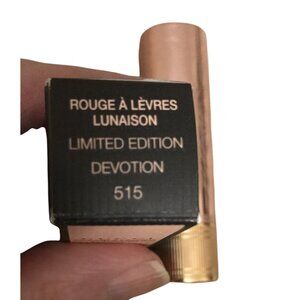 ROUGE À LÈVRES
LUNAISON
LIMITED EDITION
DEVOTION
515